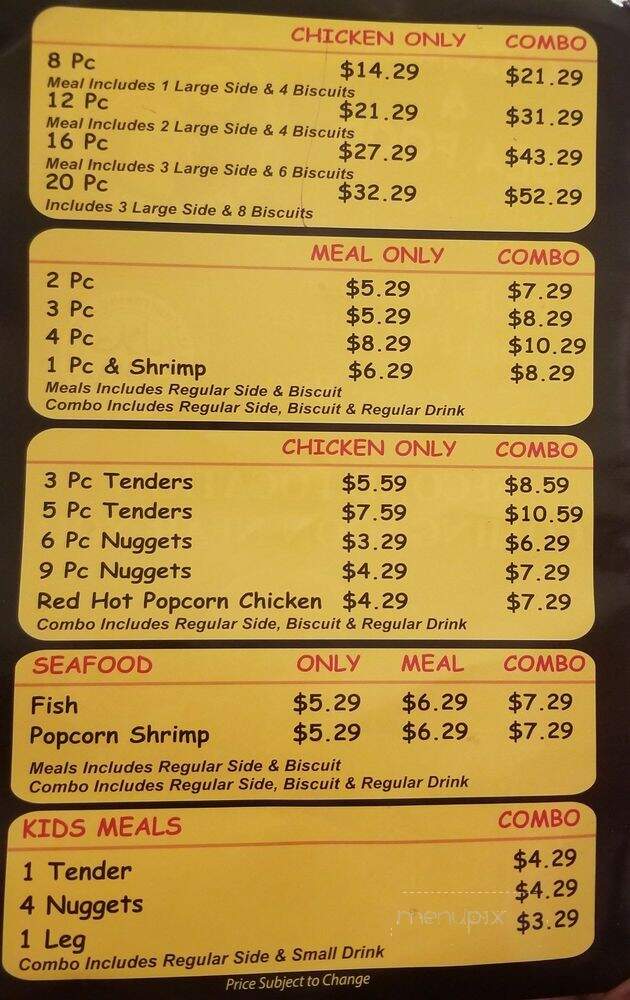 CHICKEN ONLY COMBO
8 Pc $14.29 $21.29
Meal Includes 1 Large Side & 4 Biscuits
12 Pc $21.29 $31.29
Meal Includes 2 Large Side & 4 Biscuits
16 Pc $27.29 $43.29
Meal Includes 3 Large Side & 6 Biscuits
20 Pc $32.29 $52.29
Includes 3 Large Side & 8 Biscuits
MEAL ONLY COMBO
2 Pc $5.29 $7.29
3 Pc $5.29 $8.29
4 Pc $8.29 $10.29
1 Pc & Shrimp $6.29 $8.29
Meals Includes Regular Side & Biscuit
Combo Includes Regular Side, Biscuit & Regular Drink
CHICKEN ONLY COMBO
3 Pc Tenders $5.59 $8.59
5 Pc Tenders $7.59 $10.59
6 Pc Nuggets $3.29 $6.29
9 Pc Nuggets $4.29 $7.29
Red Hot Popcorn Chicken $4.29 $7.29
Combo Includes Regular Side, Biscuit & Regular Drink
SEAFOOD ONLY MEAL COMBO
Fish $5.29 $6.29 $7.29
Popcorn Shrimp $5.29 $6.29 $7.29
Meals Includes Regular Side & Biscuit
Combo Includes Regular Side, Biscuit & Regular Drink
KIDS MEALS COMBO
1 Tender $4.29
4 Nuggets $4.29
1 Leg $3.29
Combo Includes Regular Side & Small Drink
menupix
Price Subject to Change